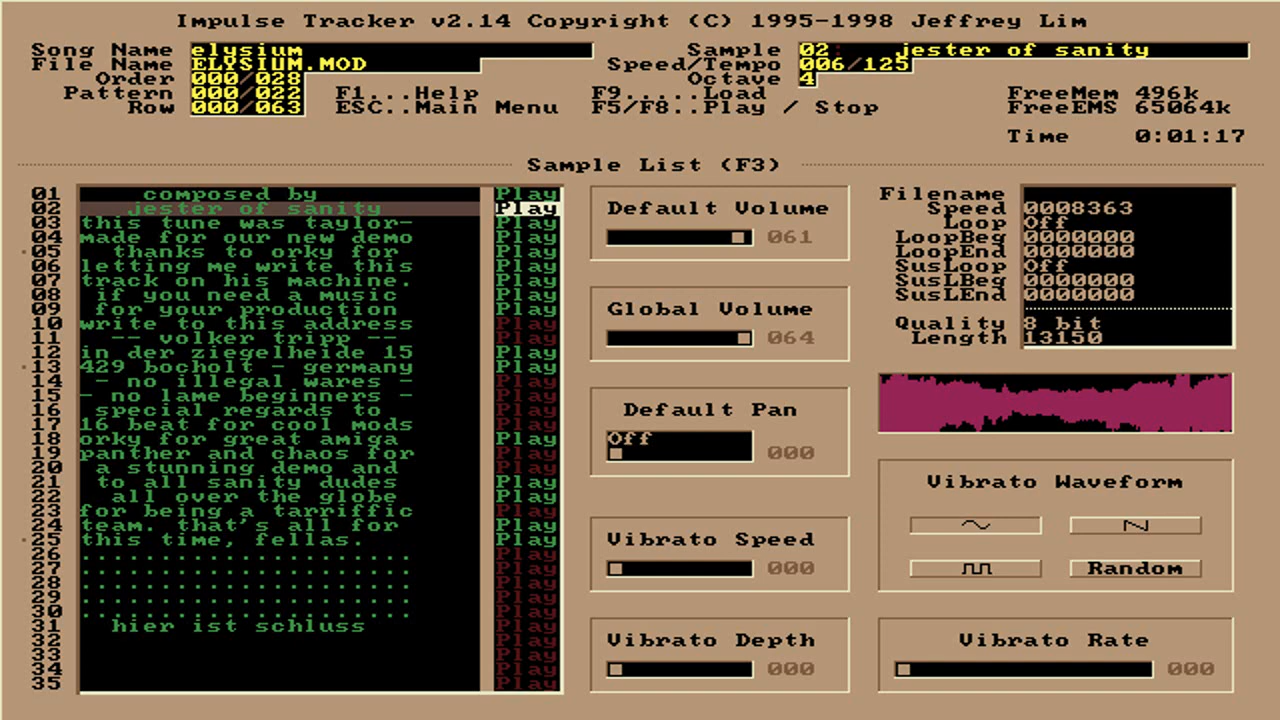 Impulse Tracker v2.14 Copyright (C) 1995-1998 Jeffrey Lim
Song Name elysium
File Name ELYSIUM.MOD
Order 000/028
Pattern 000/022
Row 000/063
F1...Help
ESC..Main Menu
F9.....Load
F5/F8..Play / Stop
Sample 02: jester of sanity
Speed/Tempo 006/125
Octave 4
FreeMem 496k
FreeEMS 65064k
Time 0:01:17
Sample List (F3)
01 composed by Play
02 jester of sanity Play
03 this tune was taylor- Play
04 made for our new demo Play
05 thanks to orky for Play
06 letting me write this Play
07 track on his machine. Play
08 if you need a music Play
09 for your production Play
10 write to this address Play
11 -- volker tripp -- Play
12 in der ziegelheide 15 Play
13 429 bocholt - germany Play
14 - no illegal wares - Play
15 - no lame beginners - Play
16 special regards to Play
17 16 beat for cool mods Play
18 orky for great amiga Play
19 panther and chaos for Play
20 a stunning demo and Play
21 to all sanity dudes Play
22 all over the globe Play
23 for being a tarriffic Play
24 team. that's all for Play
25 this time, fellas. Play
26 ..................... Play
27 ..................... Play
28 ..................... Play
29 ..................... Play
30 ..................... Play
31 hier ist schluss Play
32 Play
33 Play
34 Play
35 Play
Default Volume
061
Global Volume
064
Default Pan
Off
000
Vibrato Speed
000
Vibrato Depth
000
Filename
Speed 0008363
Loop Off
LoopBeg 0000000
LoopEnd 0000000
SusLoop Off
SusLBeg 0000000
SusLEnd 0000000
Quality 8 bit
Length 13150
Vibrato Waveform
Random
Vibrato Rate
000